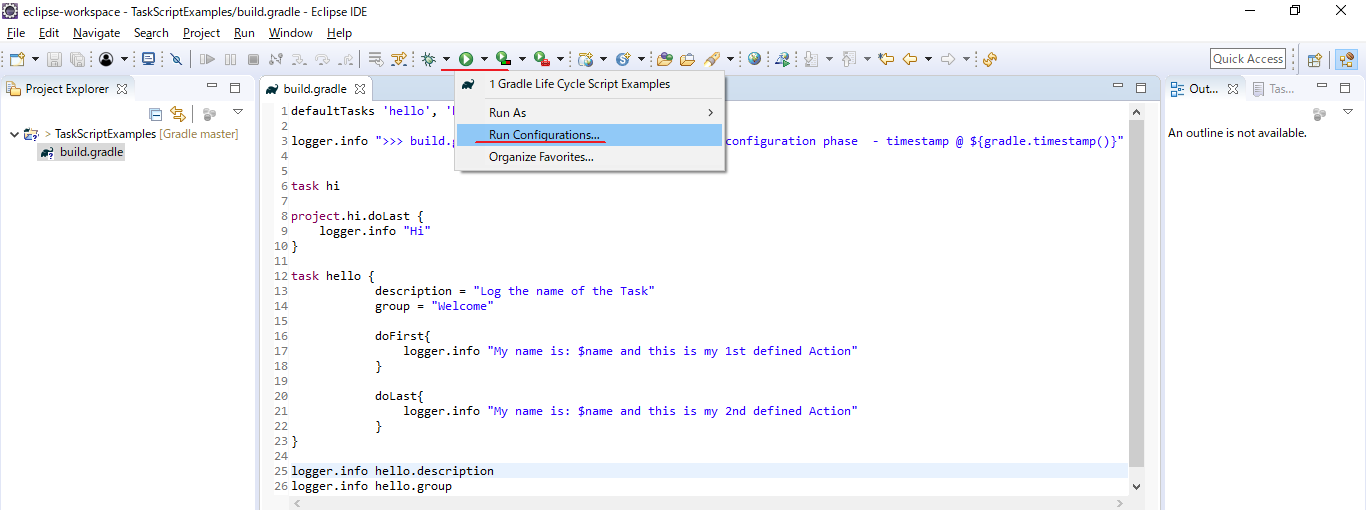 eclipse-workspace - TaskScriptExamples/build.gradle - Eclipse IDE
File Edit Navigate Search Project Run Window Help
Quick Access
Project Explorer
> TaskScriptExamples [Gradle master]
build.gradle
build.gradle
1 Gradle Life Cycle Script Examples
Run As
Run Configurations...
Organize Favorites...
1 defaultTasks 'hello', '
2
3 logger.info ">>> build. configuration phase - timestamp @ ${gradle.timestamp()}"
4
5
6 task hi
7
8 project.hi.doLast {
9 logger.info "Hi"
10 }
11
12 task hello {
13 description = "Log the name of the Task"
14 group = "Welcome"
15
16 doFirst{
17 logger.info "My name is: $name and this is my 1st defined Action"
18 }
19
20 doLast{
21 logger.info "My name is: $name and this is my 2nd defined Action"
22 }
23 }
24
25 logger.info hello.description
26 logger.info hello.group
Out...
Tas...
An outline is not available.